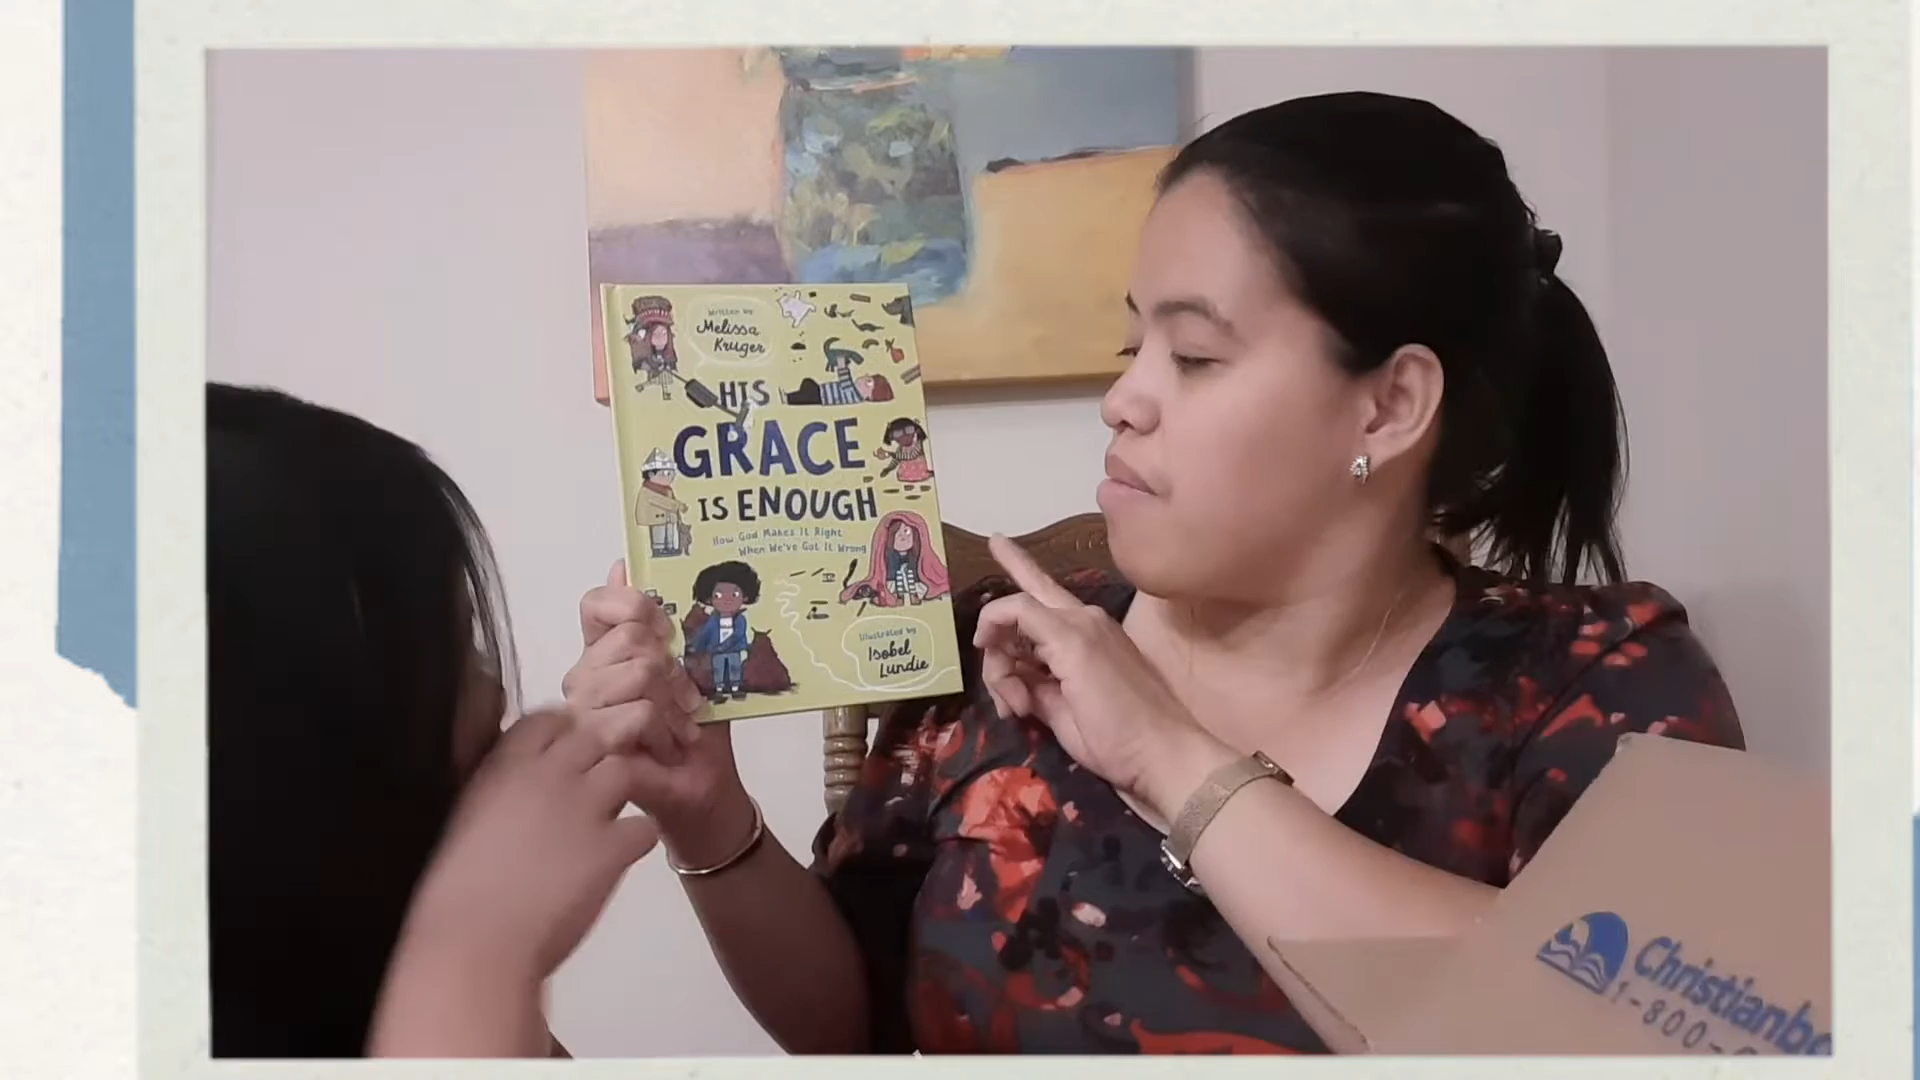 Written by
Melissa
Kruger
HIS
GRACE
IS ENOUGH
How God Makes It Right
When We've Got It Wrong
Illustrated by
Isobel
Lundie
Christianbo
1-800-